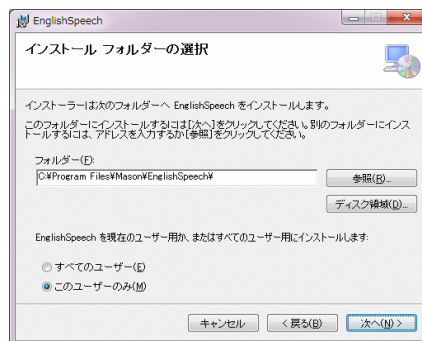 EnglishSpeech
インストール フォルダーの選択
インストーラーは次のフォルダーへ EnglishSpeech をインストールします。
このフォルダーにインストールするには[次へ]をクリックしてください。別のフォルダーにインス
トールするには、アドレスを入力するか[参照]をクリックしてください。
フォルダー(F):
C:¥Program Files¥Mason¥EnglishSpeech¥
参照(R)...
ディスク領域(D)...
EnglishSpeech を現在のユーザー用か、またはすべてのユーザー用にインストールします:
すべてのユーザー(E)
このユーザーのみ(M)
キャンセル
< 戻る(B)
次へ(N) >